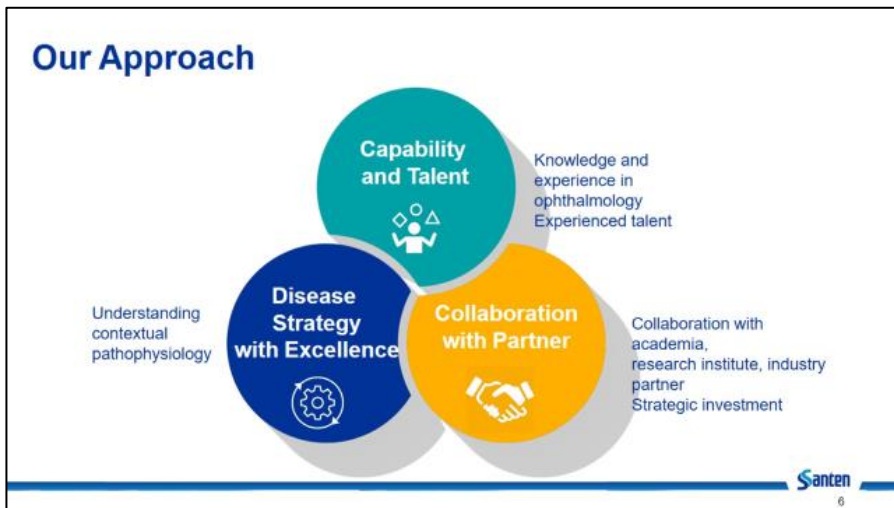 Our Approach
Capability
and Talent
Knowledge and
experience in
ophthalmology
Experienced talent
Disease
Strategy
with Excellence
Understanding
contextual
pathophysiology
Collaboration
with Partner
Collaboration with
academia,
research institute, industry
partner
Strategic investment
Santen
6